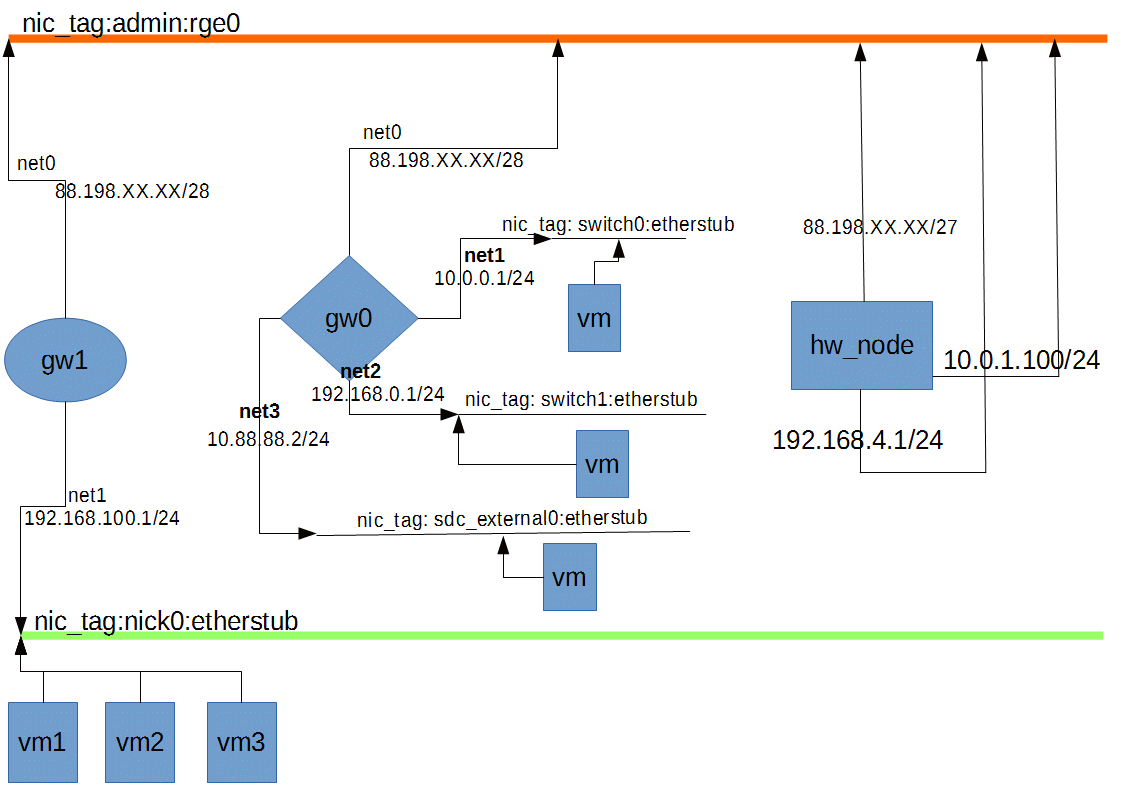 nic_tag:admin:rge0
net0
88.198.XX.XX/28
net0
88.198.XX.XX/28
nic_tag: switch0:etherstub
net1
10.0.0.1/24
vm
gw0
gw1
88.198.XX.XX/27
hw_node
10.0.1.100/24
192.168.4.1/24
net2
192.168.0.1/24
nic_tag: switch1:etherstub
net3
10.88.88.2/24
vm
net1
192.168.100.1/24
nic_tag: sdc_external0:etherstub
vm
nic_tag:nick0:etherstub
vm1
vm2
vm3